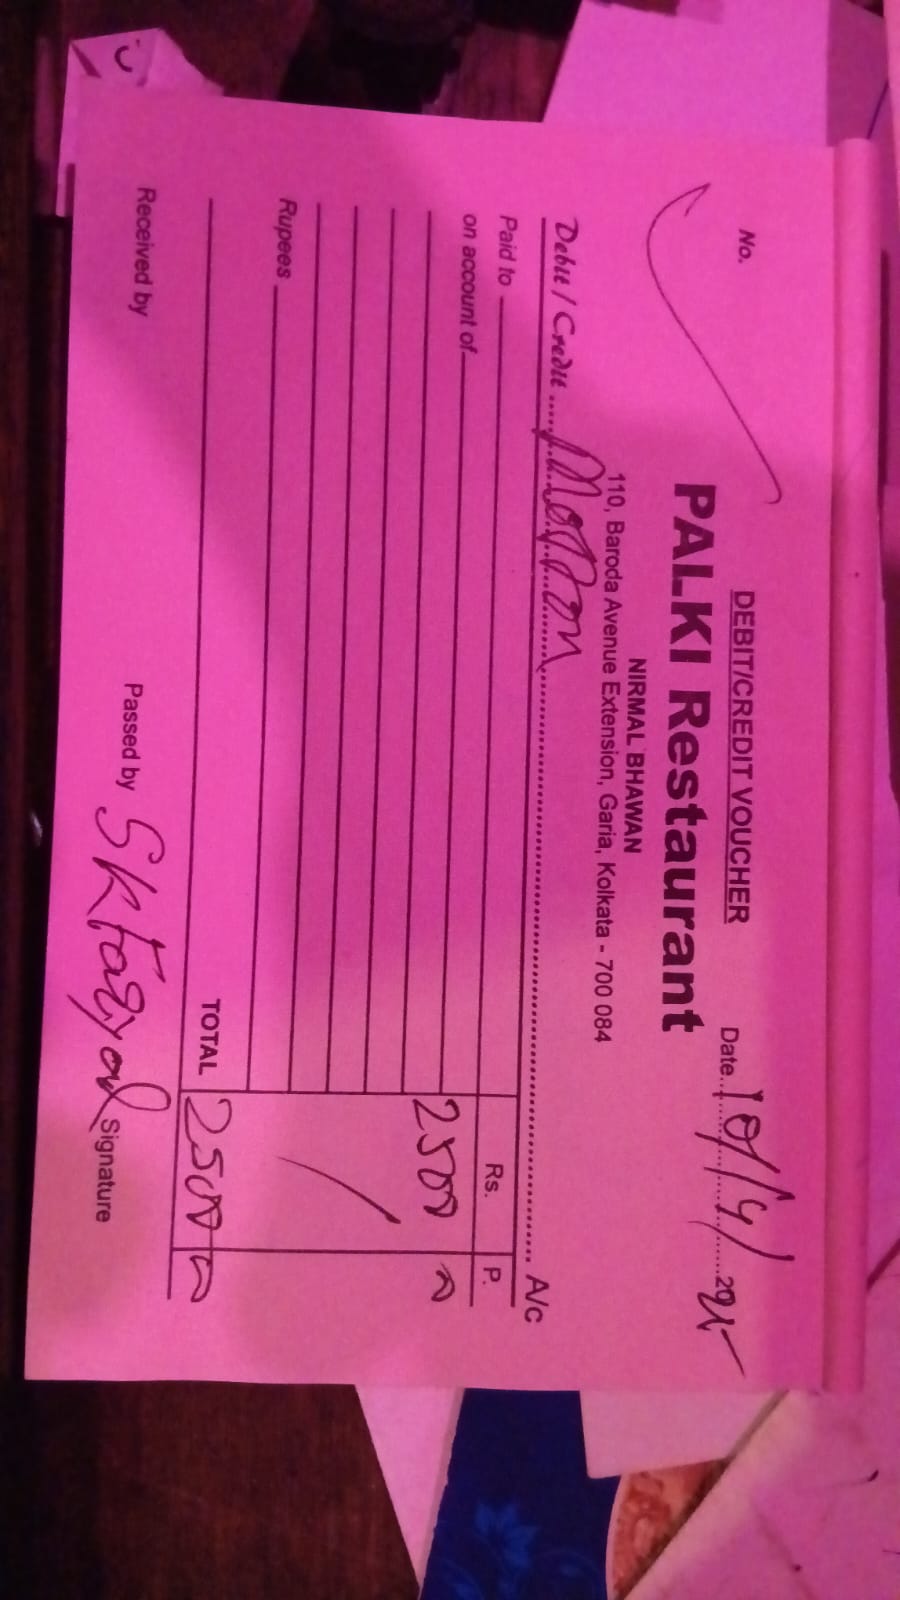 DEBIT/CREDIT VOUCHER
No.
Date 10/4/2025
PALKI Restaurant
NIRMAL BHAWAN
110, Baroda Avenue Extension, Garia, Kolkata - 700 084
Debit / Credit ..... Motton ..... A/c
Paid to
Rs. P.
on account of
2500 00
Rupees
TOTAL 2500 00
Received by
Passed by
Signature